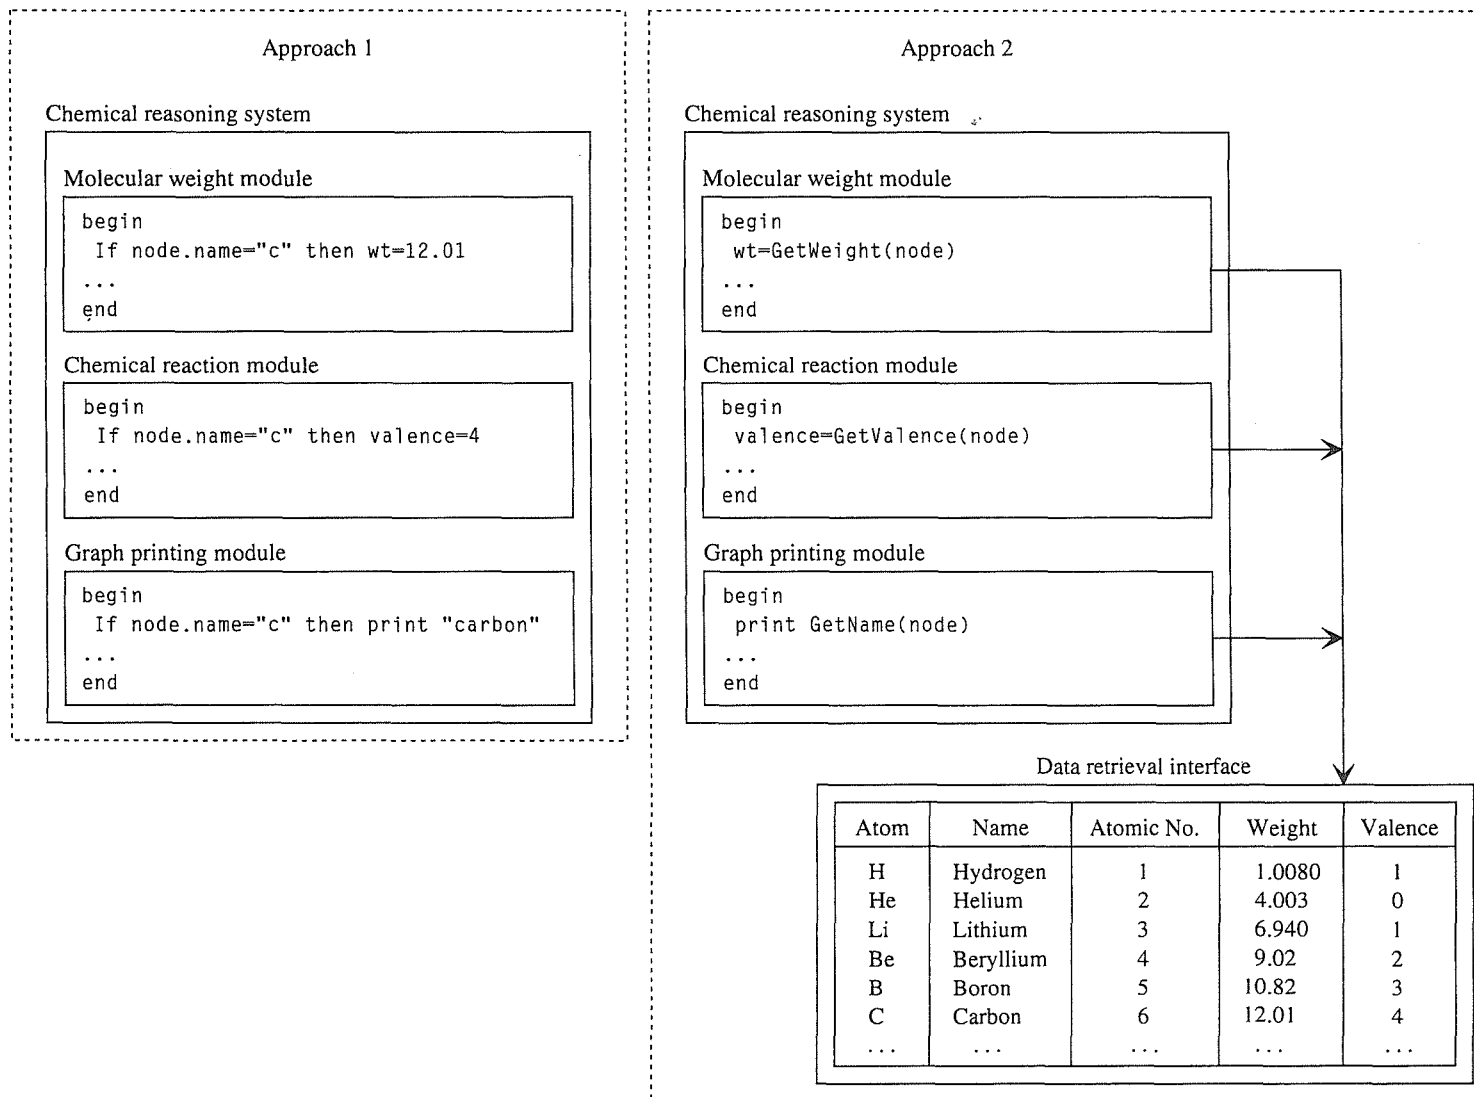 Approach 1
Chemical reasoning system
Molecular weight module
begin
If node.name="c" then wt=12.01
...
end
Chemical reaction module
begin
If node.name="c" then valence=4
...
end
Graph printing module
begin
If node.name="c" then print "carbon"
...
end
Approach 2
Chemical reasoning system
Molecular weight module
begin
wt=GetWeight(node)
...
end
Chemical reaction module
begin
valence=GetValence(node)
...
end
Graph printing module
begin
print GetName(node)
...
end
Data retrieval interface
Atom Name Atomic No. Weight Valence
H Hydrogen 1 1.0080 1
He Helium 2 4.003 0
Li Lithium 3 6.940 1
Be Beryllium 4 9.02 2
B Boron 5 10.82 3
C Carbon 6 12.01 4
... ... ... ... ...